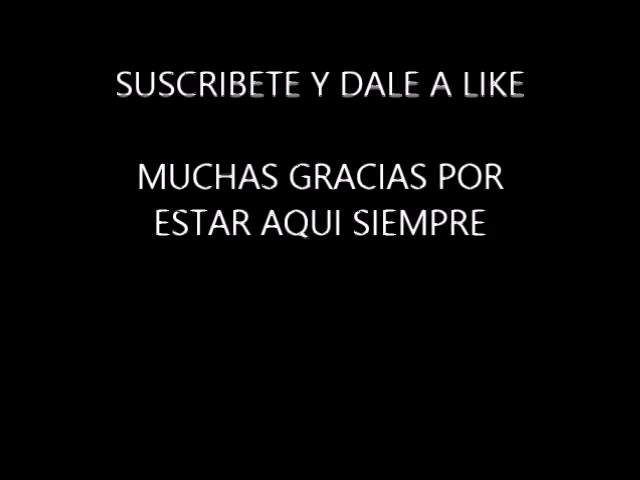 SUSCRIBETE Y DALE A LIKE
MUCHAS GRACIAS POR
ESTAR AQUI SIEMPRE